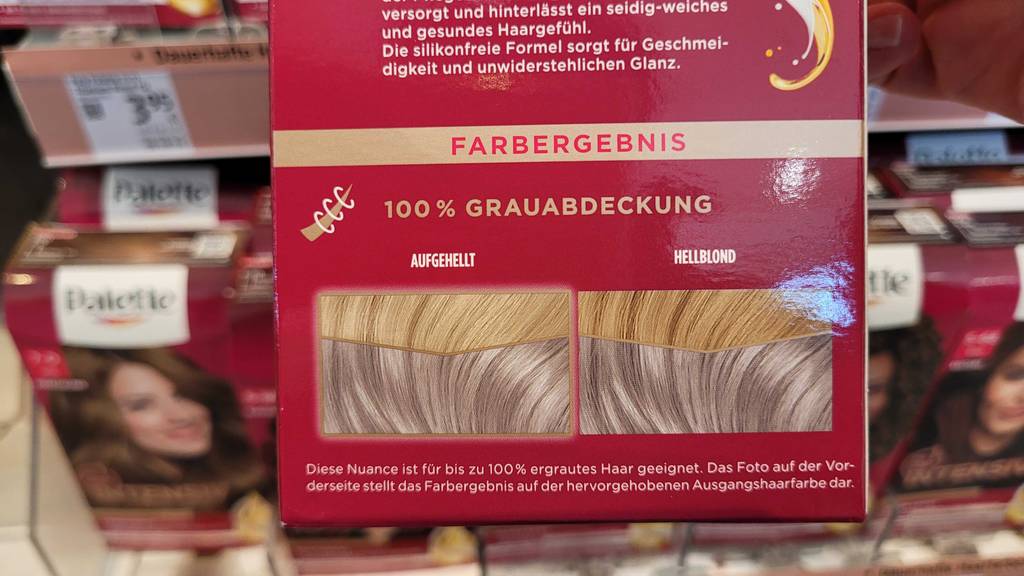 versorgt und hinterlässt ein seidig-weiches
und gesundes Haargefühl.
Die silikonfreie Formel sorgt für Geschmei-
digkeit und unwiderstehlichen Glanz.
FARBERGEBNIS
100 % GRAUABDECKUNG
AUFGEHELLT
HELLBLOND
Diese Nuance ist für bis zu 100% ergrautes Haar geeignet. Das Foto auf der Vor-
derseite stellt das Farbergebnis auf der hervorgehobenen Ausgangshaarfarbe dar.
Dauerhafte
3.95
Palette
Palette
Palette